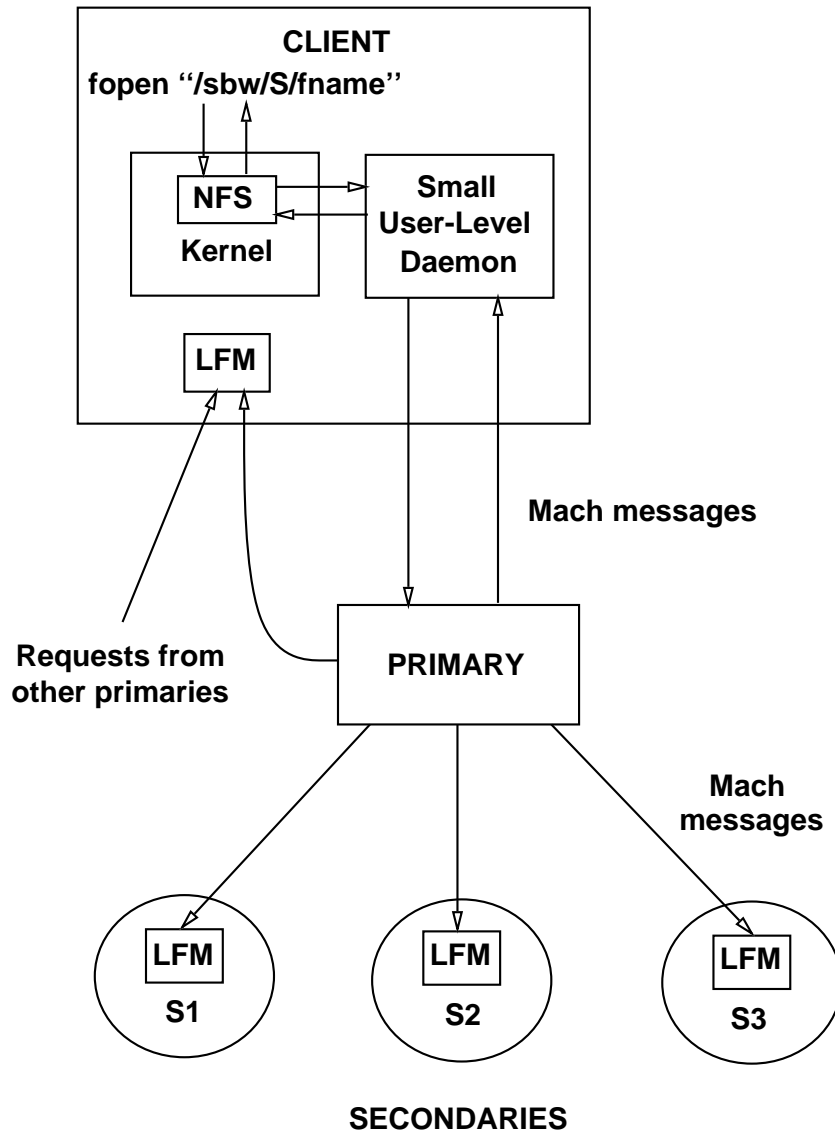 CLIENT
fopen ‘‘/sbw/S/fname’’
NFS
Kernel
Small
User-Level
Daemon
LFM
Mach messages
Requests from
other primaries
PRIMARY
Mach
messages
LFM
S1
LFM
S2
LFM
S3
SECONDARIES